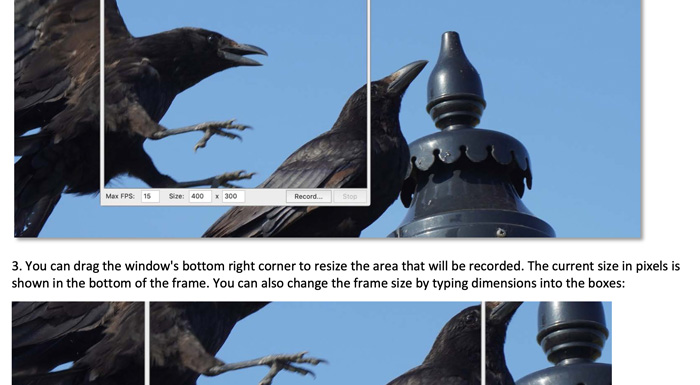 Max FPS: 15 Size: 400 x 300 Record... Stop
3. You can drag the window's bottom right corner to resize the area that will be recorded. The current size in pixels is
shown in the bottom of the frame. You can also change the frame size by typing dimensions into the boxes: